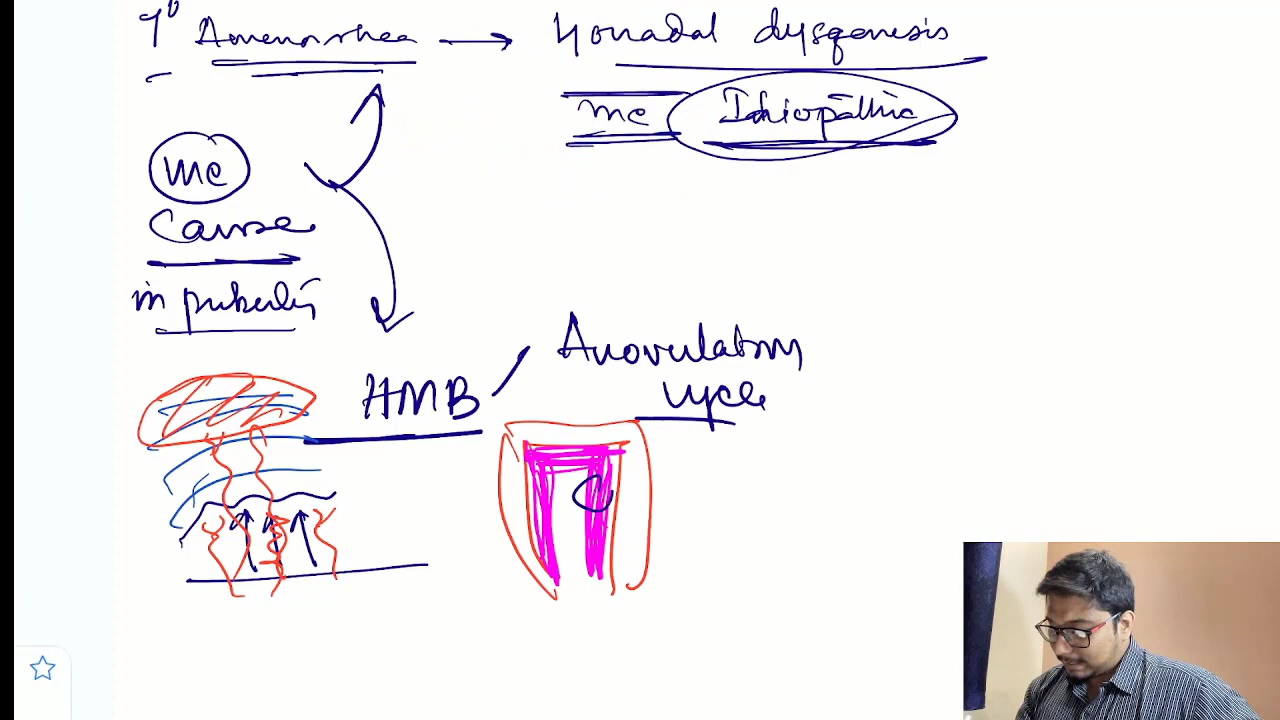 1° Amenorrhea → Gonadal dysgenesis
mc Idiopathic
mc
Cause
in puberty
HMB
Anovulatory
cycle